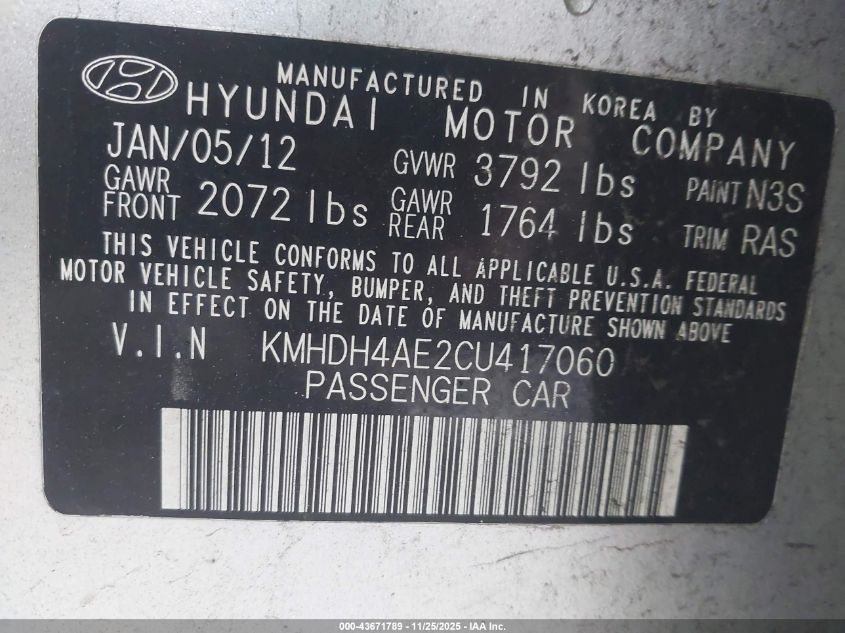 MANUFACTURED IN KOREA BY
HYUNDAI MOTOR COMPANY
JAN/05/12 GVWR 3792 lbs PAINT N3S
GAWR FRONT 2072 lbs GAWR REAR 1764 lbs TRIM RAS
THIS VEHICLE CONFORMS TO ALL APPLICABLE U.S.A. FEDERAL
MOTOR VEHICLE SAFETY, BUMPER, AND THEFT PREVENTION STANDARDS
IN EFFECT ON THE DATE OF MANUFACTURE SHOWN ABOVE
V.I.N KMHDH4AE2CU417060
PASSENGER CAR
000-43671789 - 11/25/2025 - IAA Inc.